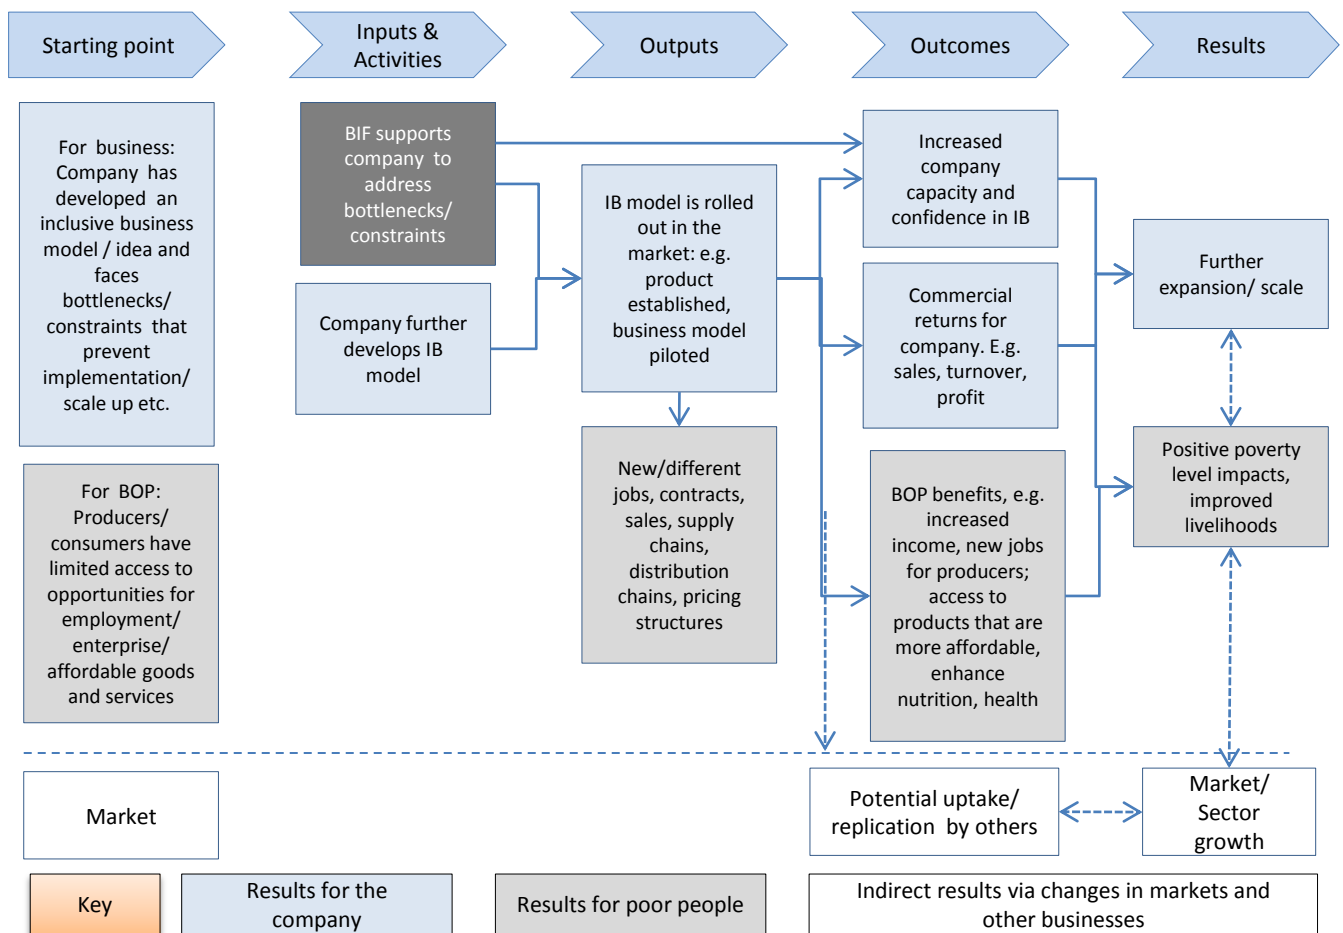 Starting point
Inputs &
Activities
Outputs
Outcomes
Results
For business:
Company has
developed an
inclusive business
model / idea and
faces
bottlenecks/
constraints that
prevent
implementation/
scale up etc.
For BOP:
Producers/
consumers have
limited access to
opportunities for
employment/
enterprise/
affordable goods
and services
BIF supports
company to
address
bottlenecks/
constraints
Company further
develops IB
model
IB model is rolled
out in the
market: e.g.
product
established,
business model
piloted
New/different
jobs, contracts,
sales, supply
chains,
distribution
chains, pricing
structures
Increased
company
capacity and
confidence in IB
Commercial
returns for
company. E.g.
sales, turnover,
profit
BOP benefits, e.g.
increased
income, new jobs
for producers;
access to
products that are
more affordable,
enhance
nutrition, health
Further
expansion/ scale
Positive poverty
level impacts,
improved
livelihoods
Market
Potential uptake/
replication by others
Market/
Sector
growth
Key
Results for the
company
Results for poor people
Indirect results via changes in markets and
other businesses